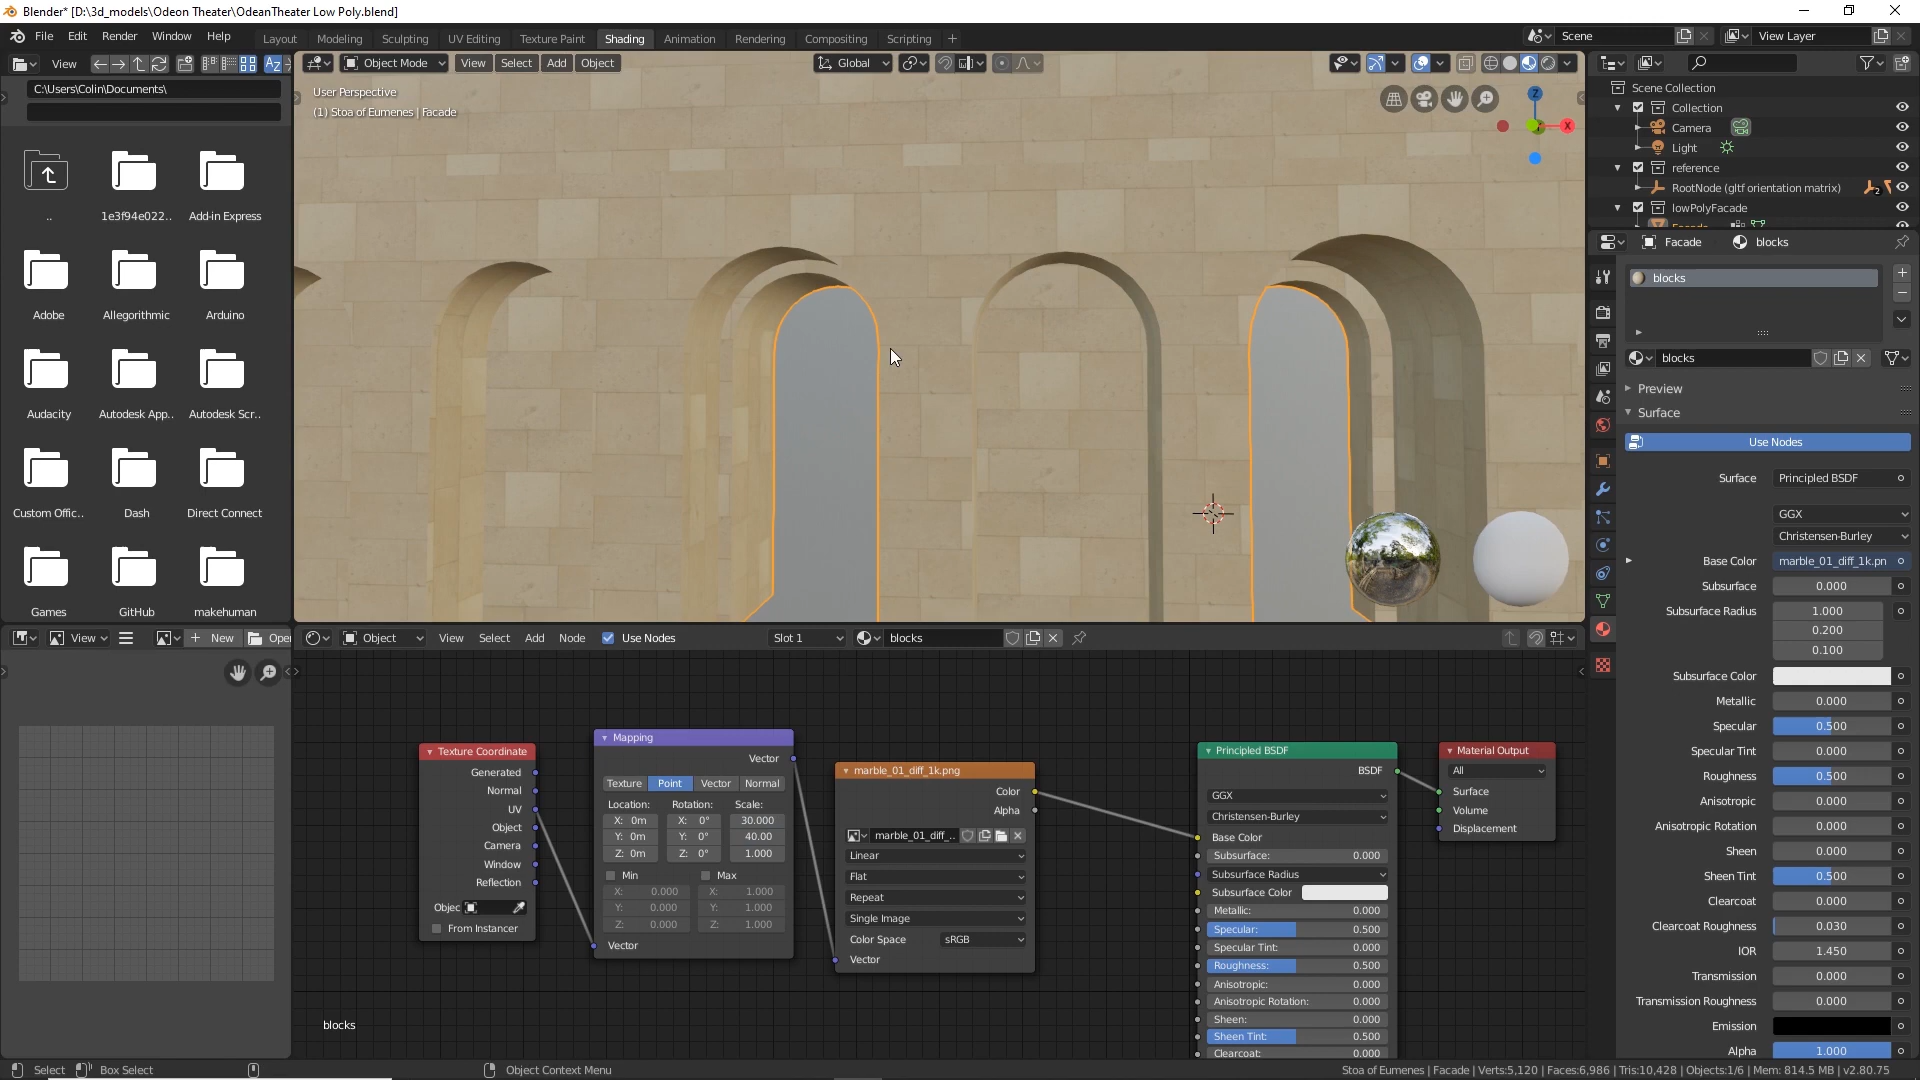 Blender* [D:\3d_models\Odeon Theater\OdeanTheater Low Poly.blend]
File Edit Render Window Help
Layout Modeling Sculpting UV Editing Texture Paint Shading Animation Rendering Compositing Scripting +
Scene
View Layer
View
Az
Object Mode View Select Add Object
Global
C:\Users\Colin\Documents\
User Perspective
(1) Stoa of Eumenes | Facade
Z
X
..
1e3f94e022..
Add-in Express
Adobe
Allegorithmic
Arduino
Audacity
Autodesk App..
Autodesk Scr..
Custom Offic..
Dash
Direct Connect
Games
GitHub
makehuman
Scene Collection
Collection
Camera
Light
reference
RootNode (gltf orientation matrix)
2
lowPolyFacade
Facade blocks
blocks
blocks
Preview
Surface
Use Nodes
Surface Principled BSDF
GGX
Christensen-Burley
Base Color marble_01_diff_1k.pn
Subsurface 0.000
Subsurface Radius 1.000
0.200
0.100
Subsurface Color
Metallic 0.000
Specular 0.500
Specular Tint 0.000
Roughness 0.500
Anisotropic 0.000
Anisotropic Rotation 0.000
Sheen 0.000
Sheen Tint 0.500
Clearcoat 0.000
Clearcoat Roughness 0.030
IOR 1.450
Transmission 0.000
Transmission Roughness 0.000
Emission
Alpha 1.000
View
+ New
Open
Object View Select Add Node Use Nodes
Slot 1
blocks
Texture Coordinate
Generated
Normal
UV
Object
Camera
Window
Reflection
Objec
From Instancer
Mapping
Vector
Texture Point Vector Normal
Location: Rotation: Scale:
X: 0m X: 0° 30.000
Y: 0m Y: 0° 40.00
Z: 0m Z: 0° 1.000
Min Max
X: 0.000 X: 1.000
Y: 0.000 Y: 1.000
Z: 0.000 Z: 1.000
Vector
marble_01_diff_1k.png
Color
Alpha
marble_01_diff_..
Linear
Flat
Repeat
Single Image
Color Space sRGB
Vector
Principled BSDF
BSDF
GGX
Christensen-Burley
Base Color
Subsurface: 0.000
Subsurface Radius
Subsurface Color
Metallic: 0.000
Specular: 0.500
Specular Tint: 0.000
Roughness: 0.500
Anisotropic: 0.000
Anisotropic Rotation: 0.000
Sheen: 0.000
Sheen Tint: 0.500
Clearcoat: 0.000
Material Output
All
Surface
Volume
Displacement
blocks
Select
Box Select
Object Context Menu
Stoa of Eumenes | Facade | Verts:5,120 | Faces:6,986 | Tris:10,428 | Objects:1/6 | Mem: 814.5 MB | v2.80.75